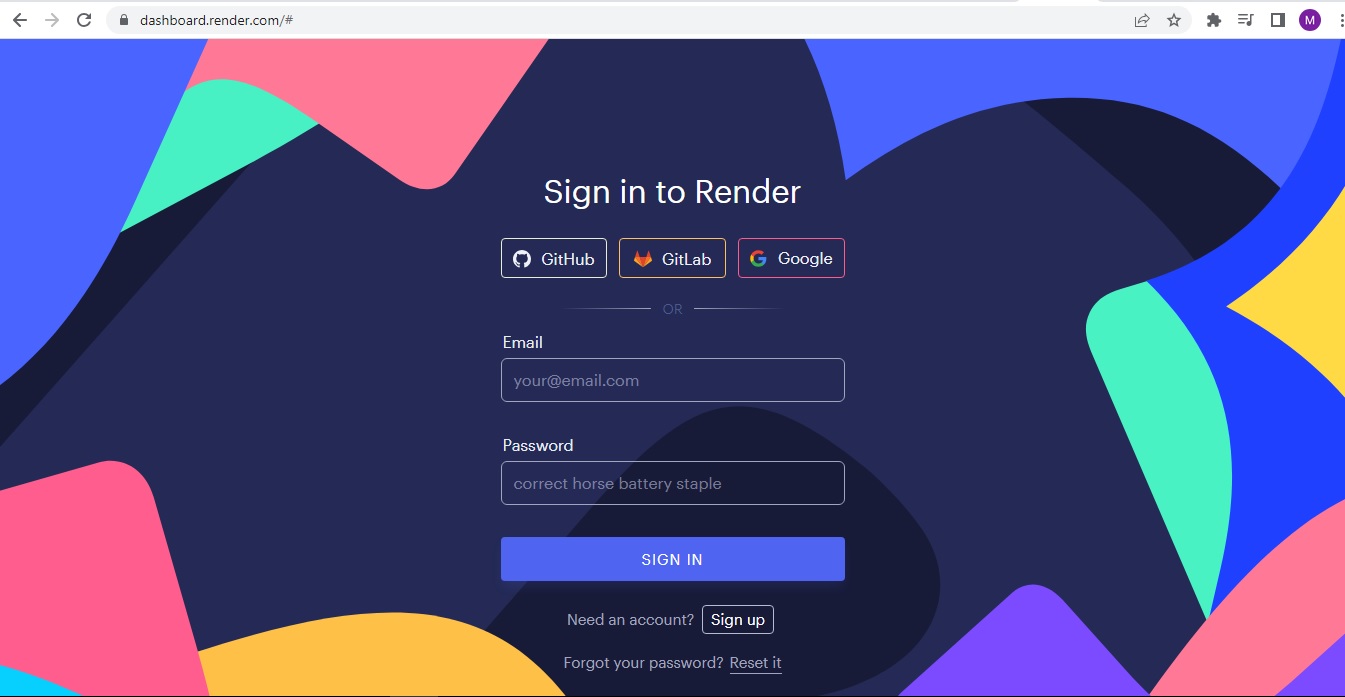 dashboard.render.com/#
M
Sign in to Render
GitHub GitLab Google
OR
Email
your@email.com
Password
correct horse battery staple
SIGN IN
Need an account? Sign up
Forgot your password? Reset it